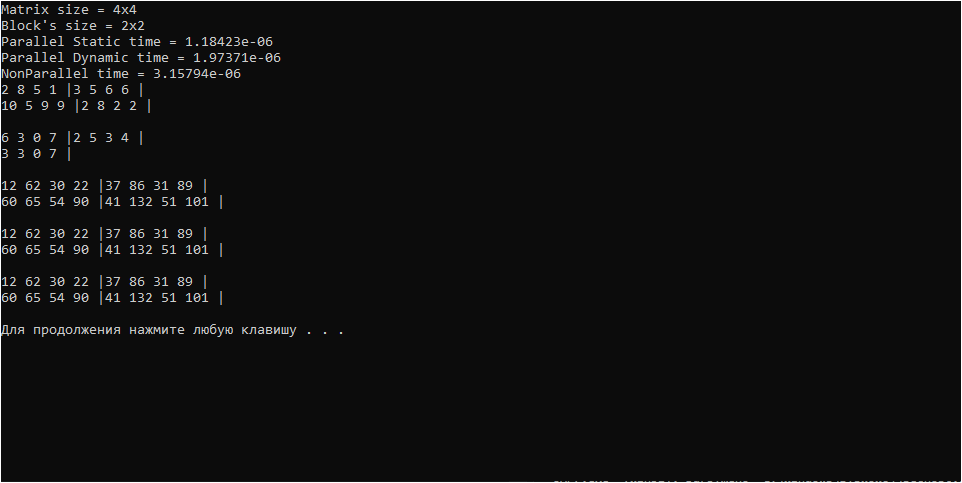 Matrix size = 4x4
Block's size = 2x2
Parallel Static time = 1.18423e-06
Parallel Dynamic time = 1.97371e-06
NonParallel time = 3.15794e-06
2 8 5 1 |3 5 6 6 |
10 5 9 9 |2 8 2 2 |
6 3 0 7 |2 5 3 4 |
3 3 0 7 |
12 62 30 22 |37 86 31 89 |
60 65 54 90 |41 132 51 101 |
12 62 30 22 |37 86 31 89 |
60 65 54 90 |41 132 51 101 |
12 62 30 22 |37 86 31 89 |
60 65 54 90 |41 132 51 101 |
Для продолжения нажмите любую клавишу . . .